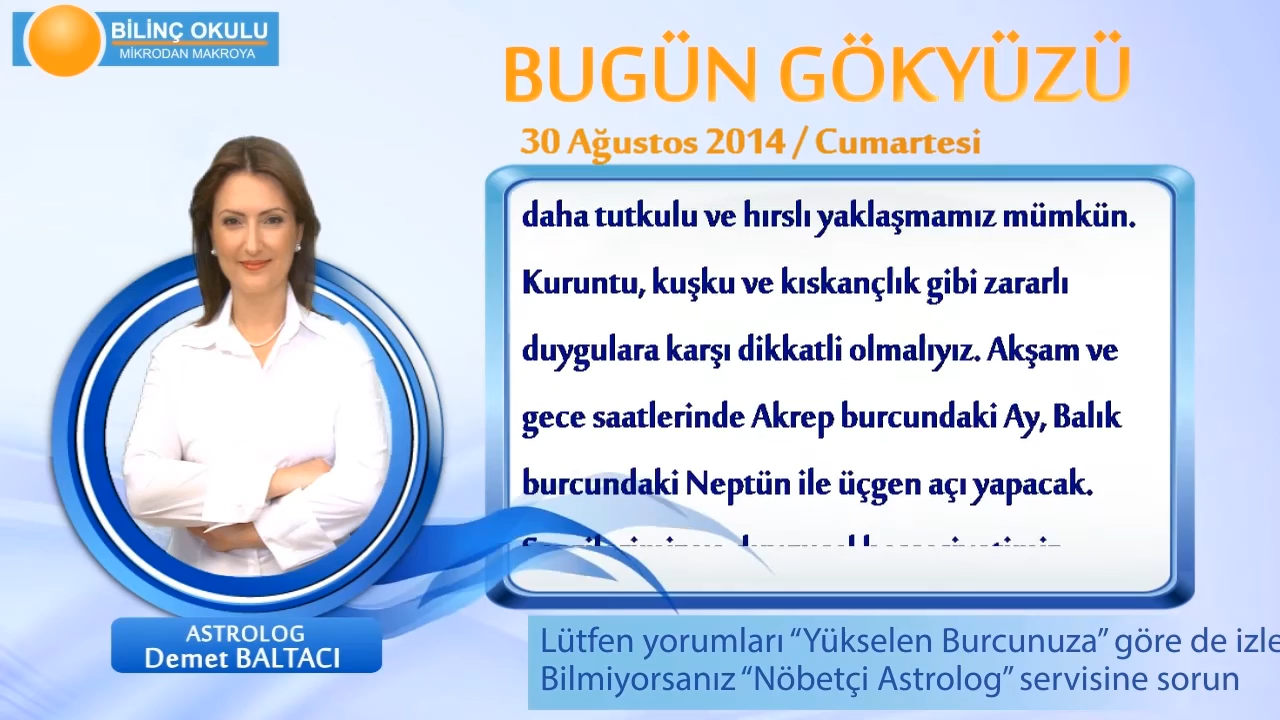 BİLİNÇ OKULU
MİKRODAN MAKROYA
BUGÜN GÖKYÜZÜ
30 Ağustos 2014 / Cumartesi
daha tutkulu ve hırslı yaklaşmamız mümkün.
Kuruntu, kuşku ve kıskançlık gibi zararlı
duygulara karşı dikkatli olmalıyız. Akşam ve
gece saatlerinde Akrep burcundaki Ay, Balık
burcundaki Neptün ile üçgen açı yapacak.
ASTROLOG
Demet BALTACI
Lütfen yorumları “Yükselen Burcunuza” göre de izle
Bilmiyorsanız “Nöbetçi Astrolog” servisine sorun